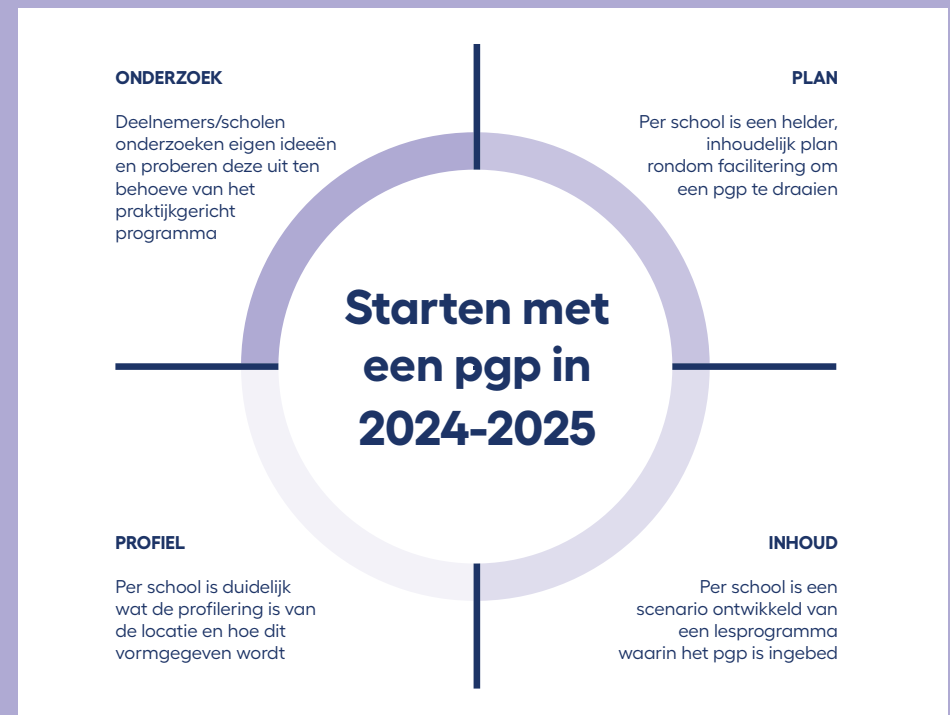 ONDERZOEK
Deelnemers/scholen
onderzoeken eigen ideeën
en proberen deze uit ten
behoeve van het
praktijkgericht
programma
PLAN
Per school is een helder,
inhoudelijk plan
rondom facilitering om
een pgp te draaien
Starten met
een pgp in
2024-2025
PROFIEL
Per school is duidelijk
wat de profilering is van
de locatie en hoe dit
vormgegeven wordt
INHOUD
Per school is een
scenario ontwikkeld van
een lesprogramma
waarin het pgp is ingebed